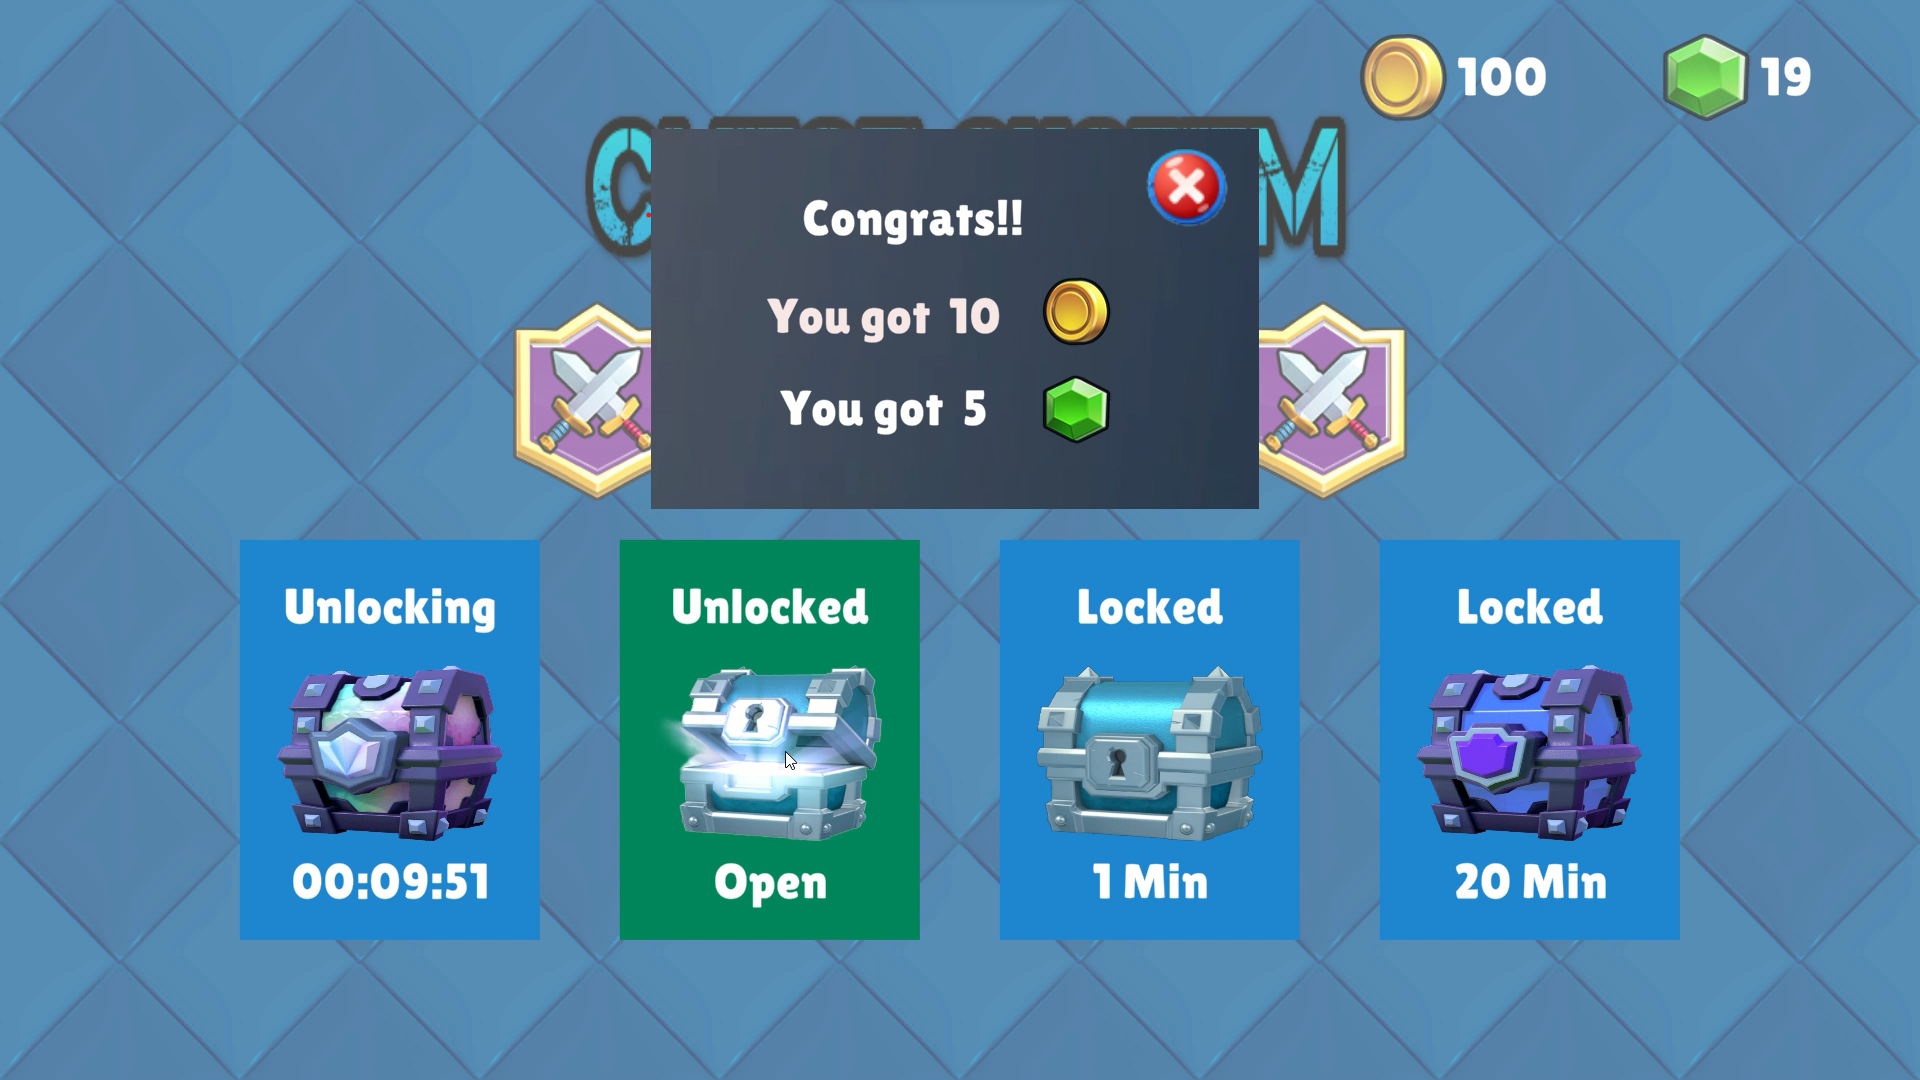 100
19
Congrats!!
You got 10
You got 5
Unlocking
Unlocked
Locked
Locked
00:09:51
Open
1 Min
20 Min